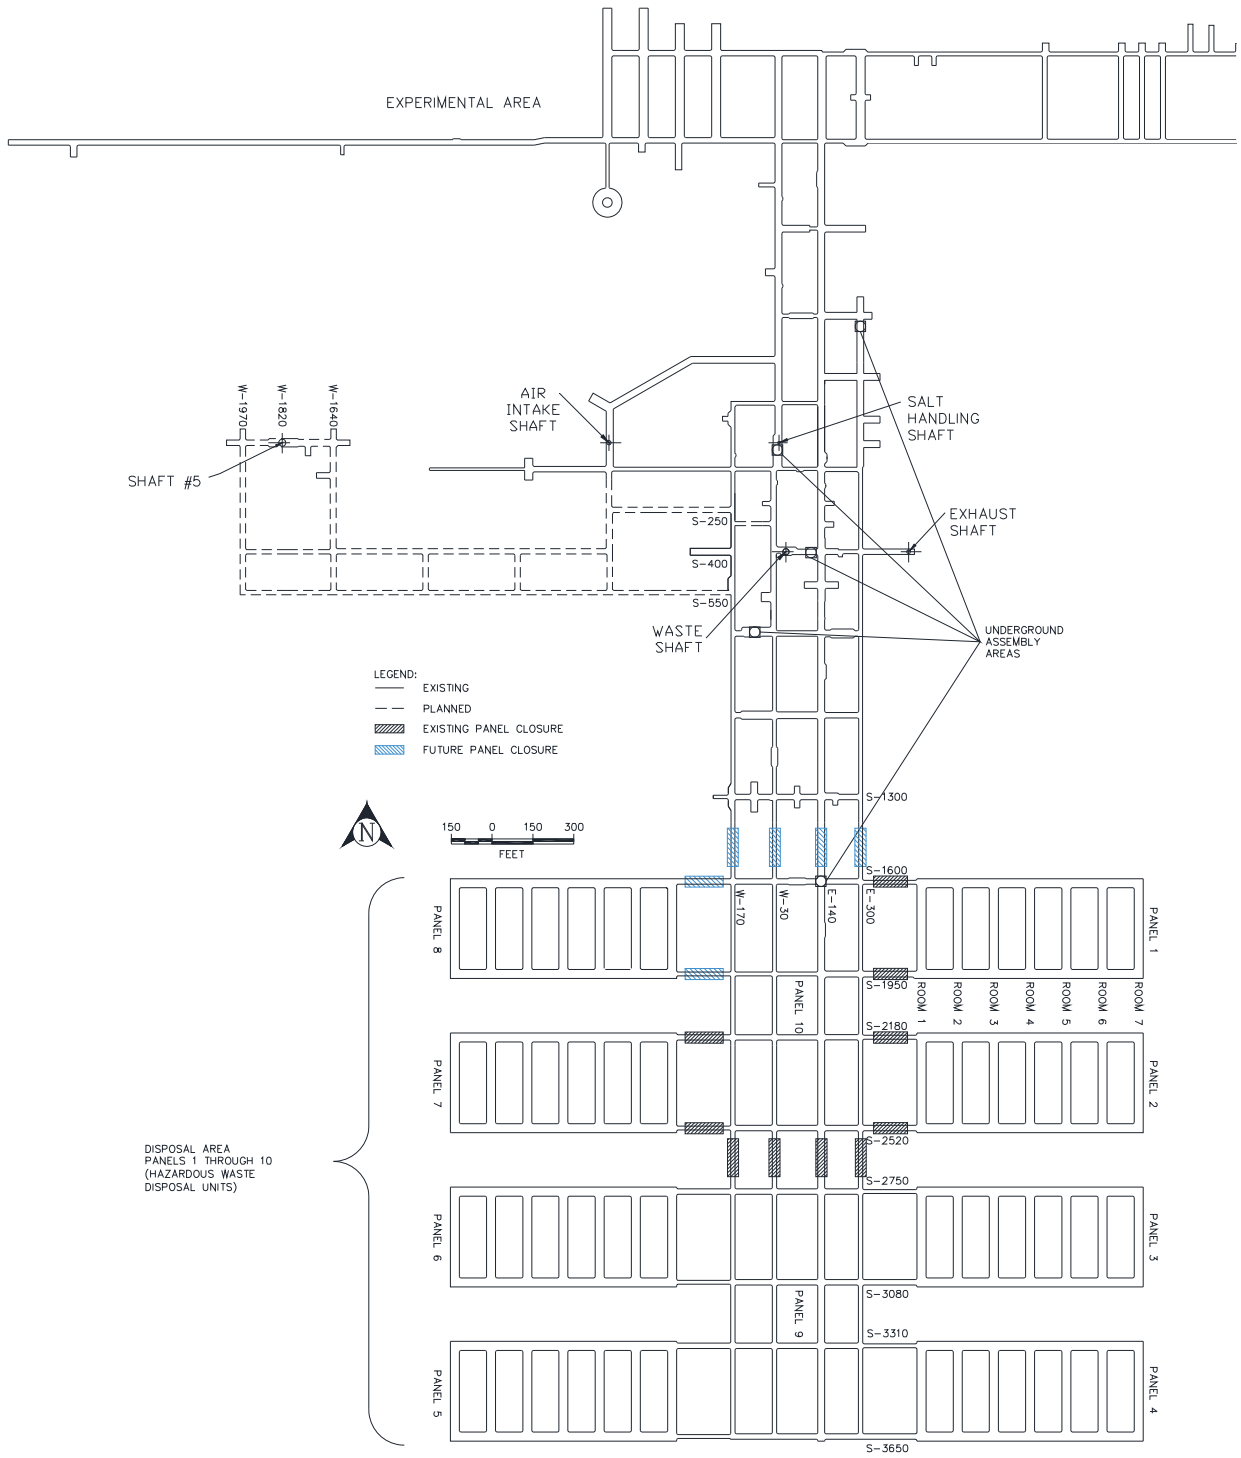 EXPERIMENTAL AREA
W-1970
W-1820
W-1640
AIR
INTAKE
SHAFT
SALT
HANDLING
SHAFT
SHAFT #5
S-250
EXHAUST
SHAFT
S-400
S-550
WASTE
SHAFT
UNDERGROUND
ASSEMBLY
AREAS
LEGEND:
EXISTING
PLANNED
EXISTING PANEL CLOSURE
FUTURE PANEL CLOSURE
S-1300
N
150 0 150 300
FEET
S-1600
W-170
W-30
E-140
E-300
PANEL 8
PANEL 1
S-1950
PANEL 10
ROOM 1
ROOM 2
ROOM 3
ROOM 4
ROOM 5
ROOM 6
ROOM 7
S-2180
PANEL 7
PANEL 2
S-2520
DISPOSAL AREA
PANELS 1 THROUGH 10
(HAZARDOUS WASTE
DISPOSAL UNITS)
S-2750
PANEL 6
PANEL 3
S-3080
PANEL 9
S-3310
PANEL 5
PANEL 4
S-3650